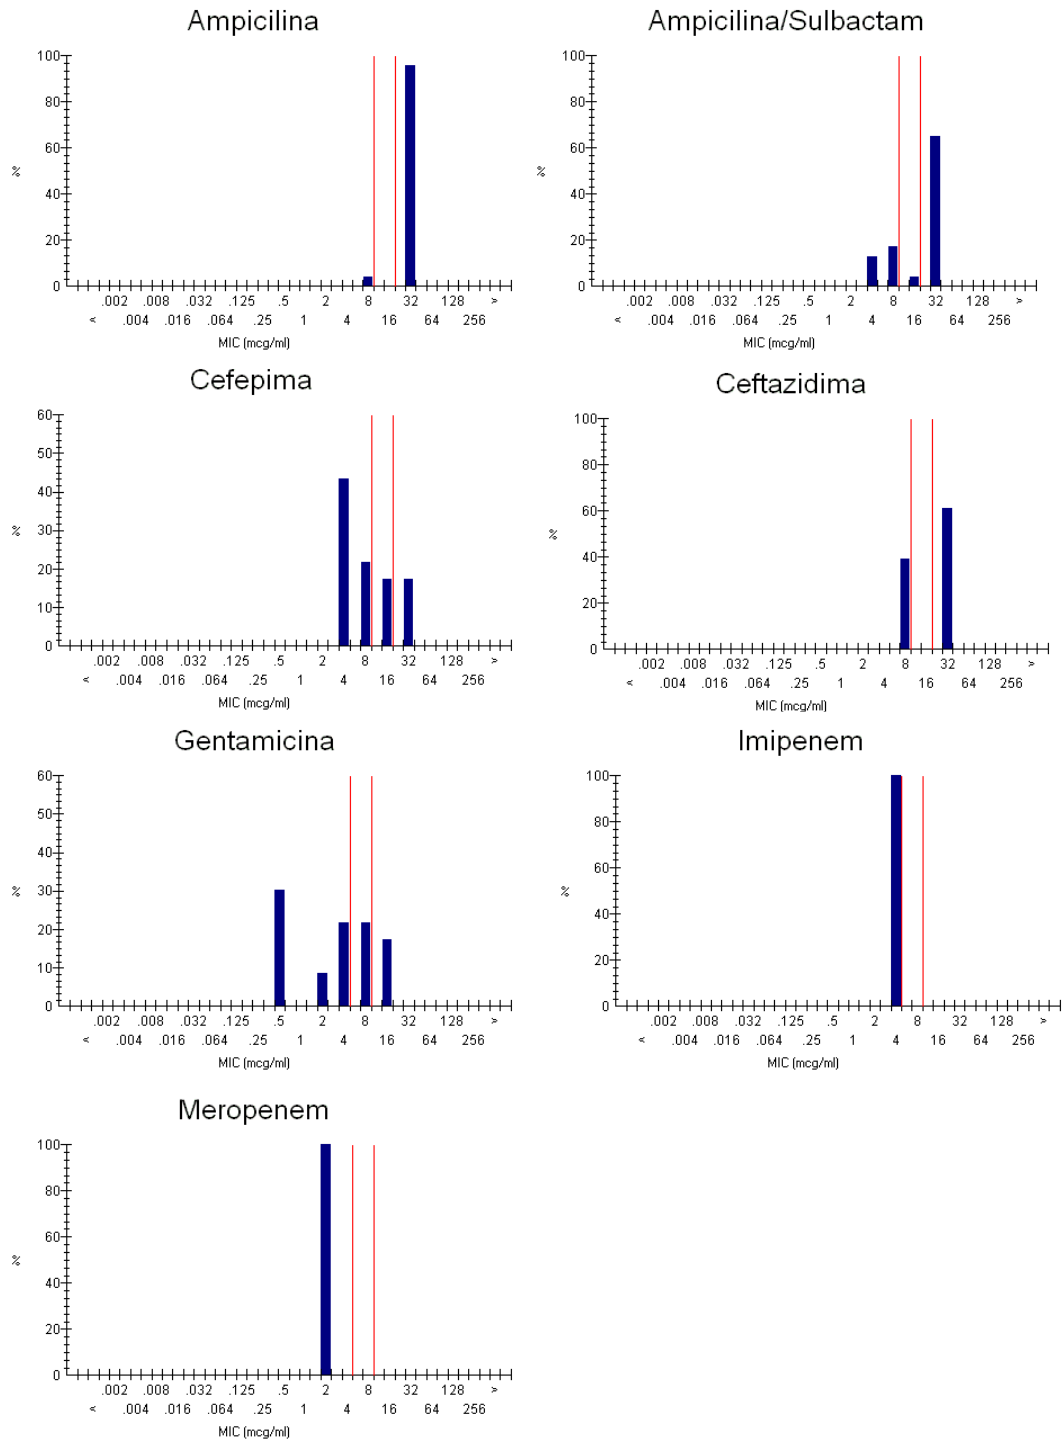 Ampicilina
100
80
60
40
20
0
%
.002 .008 .032 .125 .5 2 8 32 128 >
< .004 .016 .064 .25 1 4 16 64 256
MIC (mcg/ml)
Ampicilina/Sulbactam
100
80
60
40
20
0
%
.002 .008 .032 .125 .5 2 8 32 128 >
< .004 .016 .064 .25 1 4 16 64 256
MIC (mcg/ml)
Cefepima
60
50
40
30
20
10
0
%
.002 .008 .032 .125 .5 2 8 32 128 >
< .004 .016 .064 .25 1 4 16 64 256
MIC (mcg/ml)
Ceftazidima
100
80
60
40
20
0
%
.002 .008 .032 .125 .5 2 8 32 128 >
< .004 .016 .064 .25 1 4 16 64 256
MIC (mcg/ml)
Gentamicina
60
50
40
30
20
10
0
%
.002 .008 .032 .125 .5 2 8 32 128 >
< .004 .016 .064 .25 1 4 16 64 256
MIC (mcg/ml)
Imipenem
100
80
60
40
20
0
%
.002 .008 .032 .125 .5 2 8 32 128 >
< .004 .016 .064 .25 1 4 16 64 256
MIC (mcg/ml)
Meropenem
100
80
60
40
20
0
%
.002 .008 .032 .125 .5 2 8 32 128 >
< .004 .016 .064 .25 1 4 16 64 256
MIC (mcg/ml)